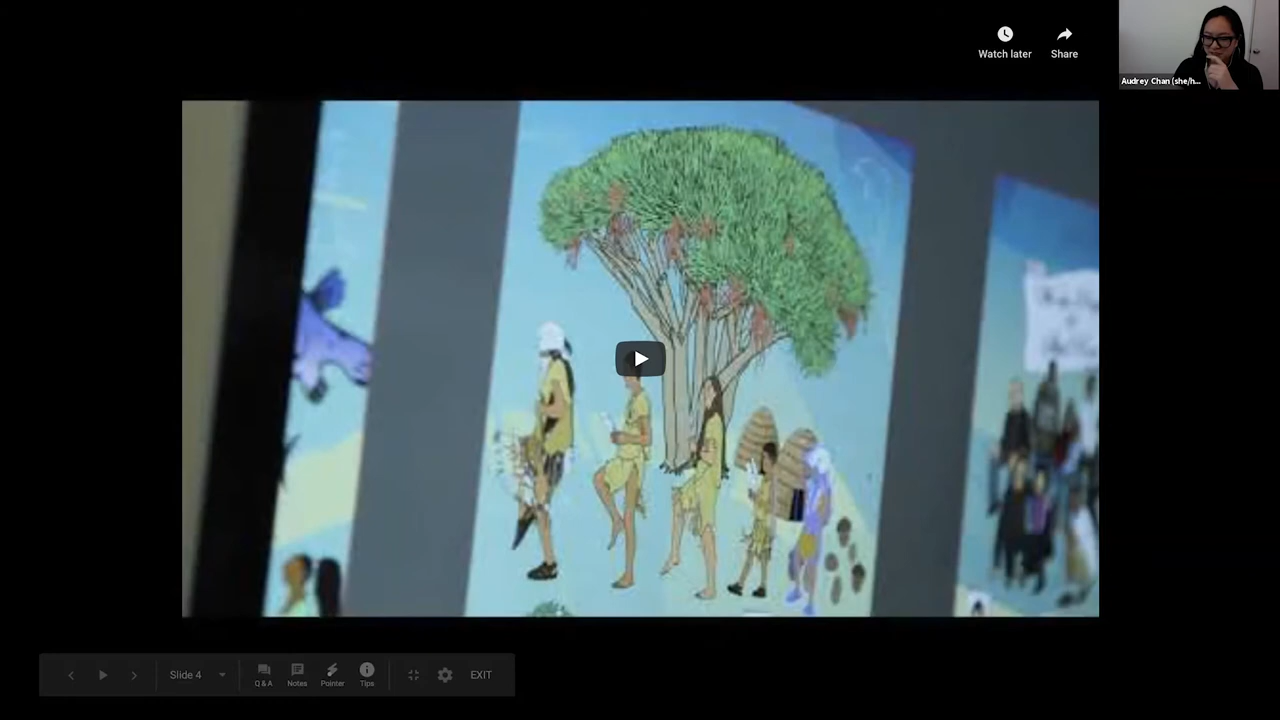 Watch later
Share
Audrey Chan (she/h...
Slide 4
Q & A
Notes
Pointer
Tips
EXIT